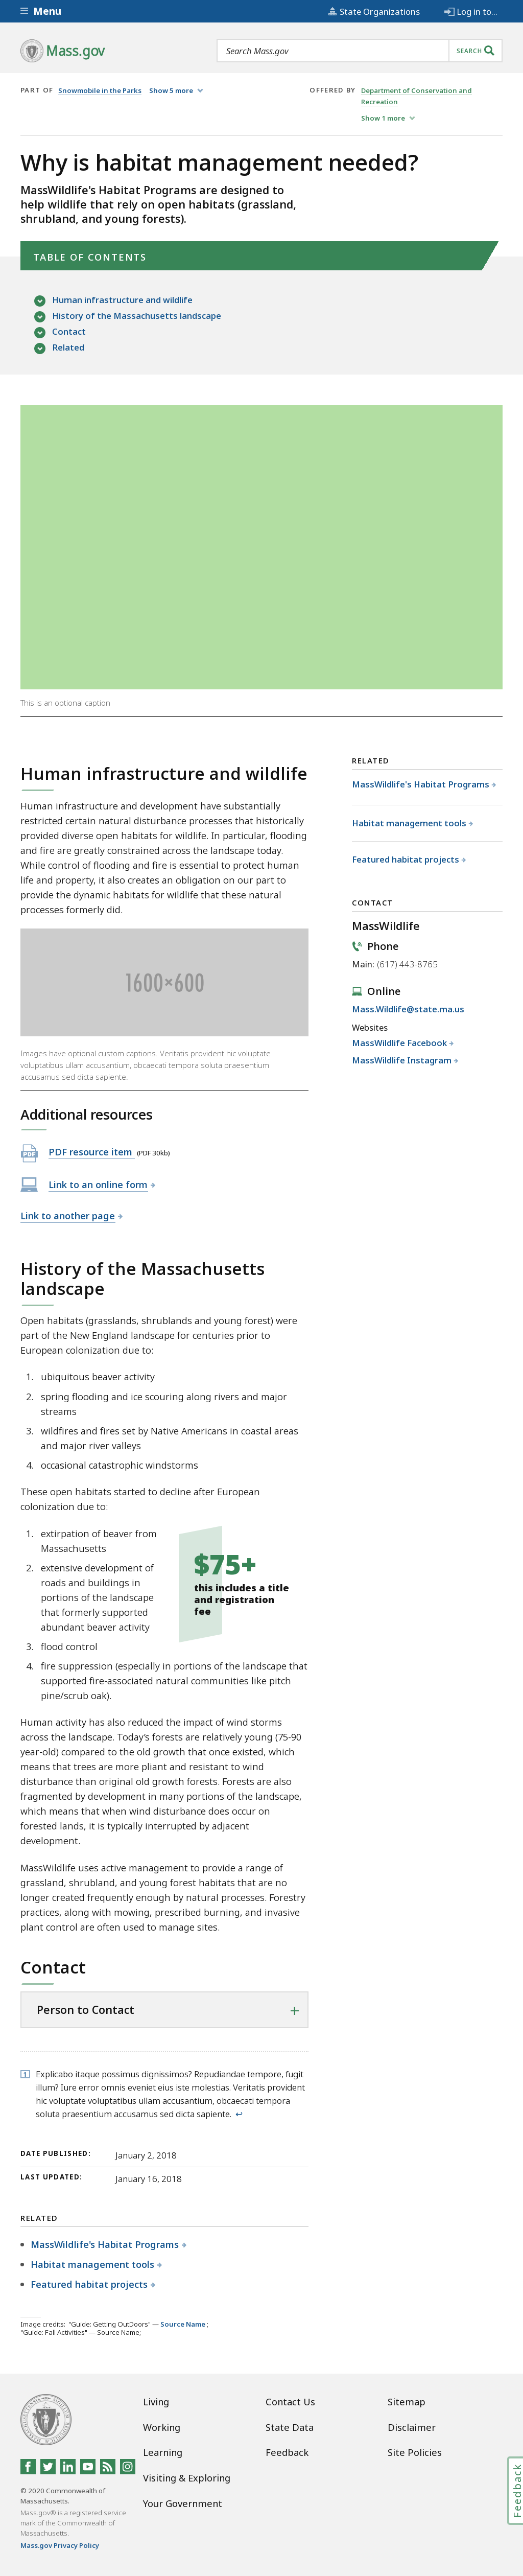 Menu
State Organizations
Log in to...
Mass.gov
Search Mass.gov
SEARCH
PART OF Snowmobile in the Parks Show 5 more
OFFERED BY Department of Conservation and
Recreation
Show 1 more
Why is habitat management needed?
MassWildlife's Habitat Programs are designed to
help wildlife that rely on open habitats (grassland,
shrubland, and young forests).
TABLE OF CONTENTS
Human infrastructure and wildlife
History of the Massachusetts landscape
Contact
Related
This is an optional caption
Human infrastructure and wildlife
Human infrastructure and development have substantially
restricted certain natural disturbance processes that historically
provided diverse open habitats for wildlife. In particular, flooding
and fire are greatly constrained across the landscape today.
While control of flooding and fire is essential to protect human
life and property, it also creates an obligation on our part to
provide the dynamic habitats for wildlife that these natural
processes formerly did.
1600×600
Images have optional custom captions. Veritatis provident hic voluptate
voluptatibus ullam accusantium, obcaecati tempora soluta praesentium
accusamus sed dicta sapiente.
Additional resources
PDF
PDF resource item (PDF 30kb)
Link to an online form
Link to another page
History of the Massachusetts
landscape
Open habitats (grasslands, shrublands and young forest) were
part of the New England landscape for centuries prior to
European colonization due to:
1. ubiquitous beaver activity
2. spring flooding and ice scouring along rivers and major
streams
3. wildfires and fires set by Native Americans in coastal areas
and major river valleys
4. occasional catastrophic windstorms
These open habitats started to decline after European
colonization due to:
1. extirpation of beaver from
Massachusetts
2. extensive development of
roads and buildings in
portions of the landscape
that formerly supported
abundant beaver activity
3. flood control
4. fire suppression (especially in portions of the landscape that
supported fire-associated natural communities like pitch
pine/scrub oak).
$75+
this includes a title
and registration
fee
Human activity has also reduced the impact of wind storms
across the landscape. Today's forests are relatively young (75-90
year-old) compared to the old growth that once existed, which
means that trees are more pliant and more resistant to wind
disturbance than original old growth forests. Forests are also
fragmented by development in many portions of the landscape,
which means that when wind disturbance does occur on
forested lands, it is typically interrupted by adjacent
development.
MassWildlife uses active management to provide a range of
grassland, shrubland, and young forest habitats that are no
longer created frequently enough by natural processes. Forestry
practices, along with mowing, prescribed burning, and invasive
plant control are often used to manage sites.
Contact
Person to Contact
1 Explicabo itaque possimus dignissimos? Repudiandae tempore, fugit
illum? Iure error omnis eveniet eius iste molestias. Veritatis provident
hic voluptate voluptatibus ullam accusantium, obcaecati tempora
soluta praesentium accusamus sed dicta sapiente. ↩
DATE PUBLISHED: January 2, 2018
LAST UPDATED: January 16, 2018
RELATED
MassWildlife's Habitat Programs
Habitat management tools
Featured habitat projects
Image credits: "Guide: Getting OutDoors" — Source Name ;
"Guide: Fall Activities" — Source Name;
RELATED
MassWildlife's Habitat Programs
Habitat management tools
Featured habitat projects
CONTACT
MassWildlife
Phone
Main: (617) 443-8765
Online
Mass.Wildlife@state.ma.us
Websites
MassWildlife Facebook
MassWildlife Instagram
© 2020 Commonwealth of
Massachusetts.
Mass.gov® is a registered service
mark of the Commonwealth of
Massachusetts.
Mass.gov Privacy Policy
Living
Working
Learning
Visiting & Exploring
Your Government
Contact Us
State Data
Feedback
Sitemap
Disclaimer
Site Policies
Feedback